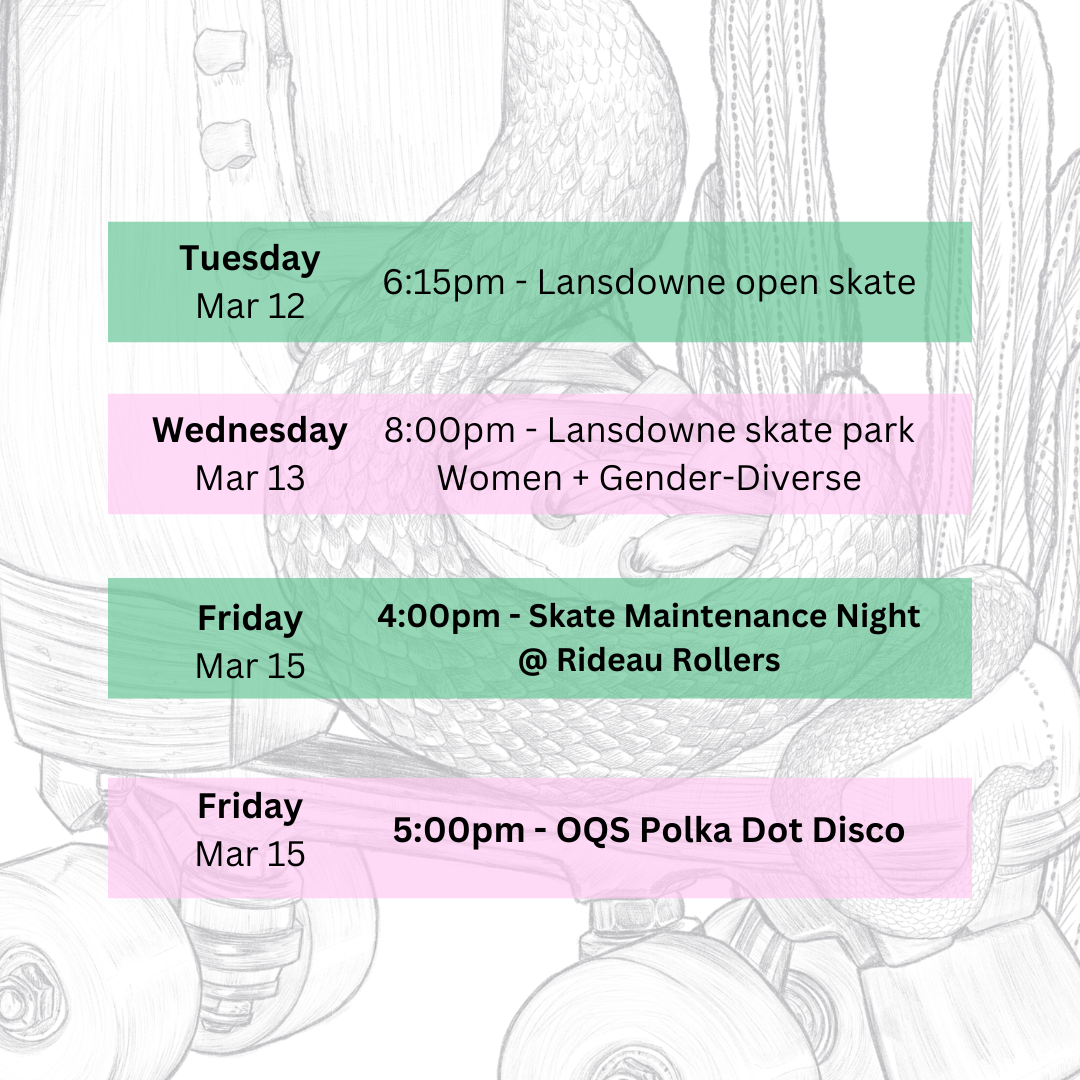 Tuesday
Mar 12
6:15pm - Lansdowne open skate
Wednesday
Mar 13
8:00pm - Lansdowne skate park
Women + Gender-Diverse
Friday
Mar 15
4:00pm - Skate Maintenance Night
@ Rideau Rollers
Friday
Mar 15
5:00pm - OQS Polka Dot Disco